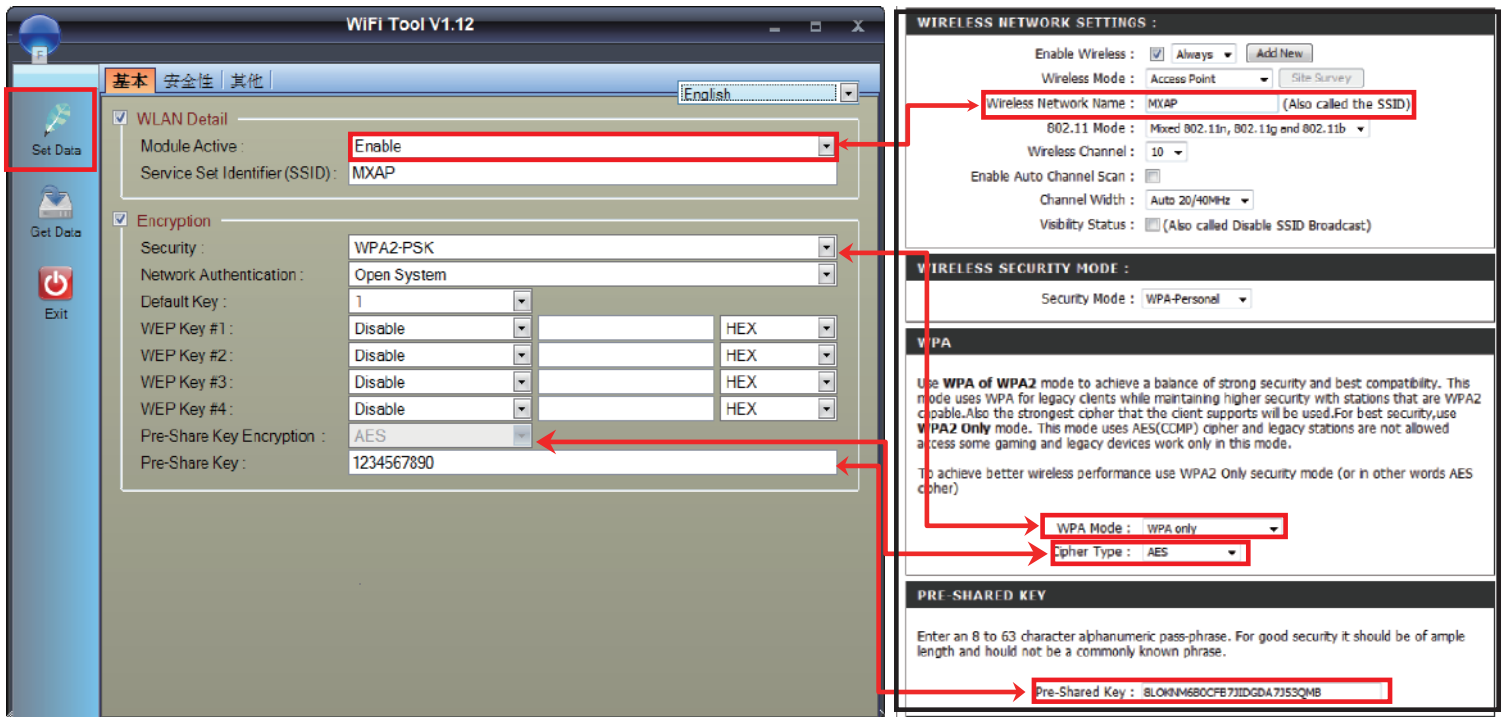 WiFi Tool V1.12
F
Set Data
Get Data
Exit
基本 安全性 其他
English
WLAN Detail
Module Active : Enable
Service Set Identifier (SSID) : MXAP
Encryption
Security : WPA2-PSK
Network Authentication : Open System
Default Key : 1
WEP Key #1 : Disable HEX
WEP Key #2 : Disable HEX
WEP Key #3 : Disable HEX
WEP Key #4 : Disable HEX
Pre-Share Key Encryption : AES
Pre-Share Key : 1234567890
WIRELESS NETWORK SETTINGS :
Enable Wireless : Always Add New
Wireless Mode : Access Point Site Survey
Wireless Network Name : MXAP (Also called the SSID)
802.11 Mode : Mixed 802.11n, 802.11g and 802.11b
Wireless Channel : 10
Enable Auto Channel Scan :
Channel Width : Auto 20/40MHz
Visibility Status : (Also called Disable SSID Broadcast)
WIRELESS SECURITY MODE :
Security Mode : WPA-Personal
WPA
Use WPA of WPA2 mode to achieve a balance of strong security and best compatibility. This
mode uses WPA for legacy clients while maintaining higher security with stations that are WPA2
capable.Also the strongest cipher that the client supports will be used.For best security,use
WPA2 Only mode. This mode uses AES(CCMP) cipher and legacy stations are not allowed
access some gaming and legacy devices work only in this mode.
To achieve better wireless performance use WPA2 Only security mode (or in other words AES
cipher)
WPA Mode : WPA only
Cipher Type : AES
PRE-SHARED KEY
Enter an 8 to 63 character alphanumeric pass-phrase. For good security it should be of ample
length and hould not be a commonly known phrase.
Pre-Shared Key : 8LOKNM6B0CFB7JIDGDA7J53QMB